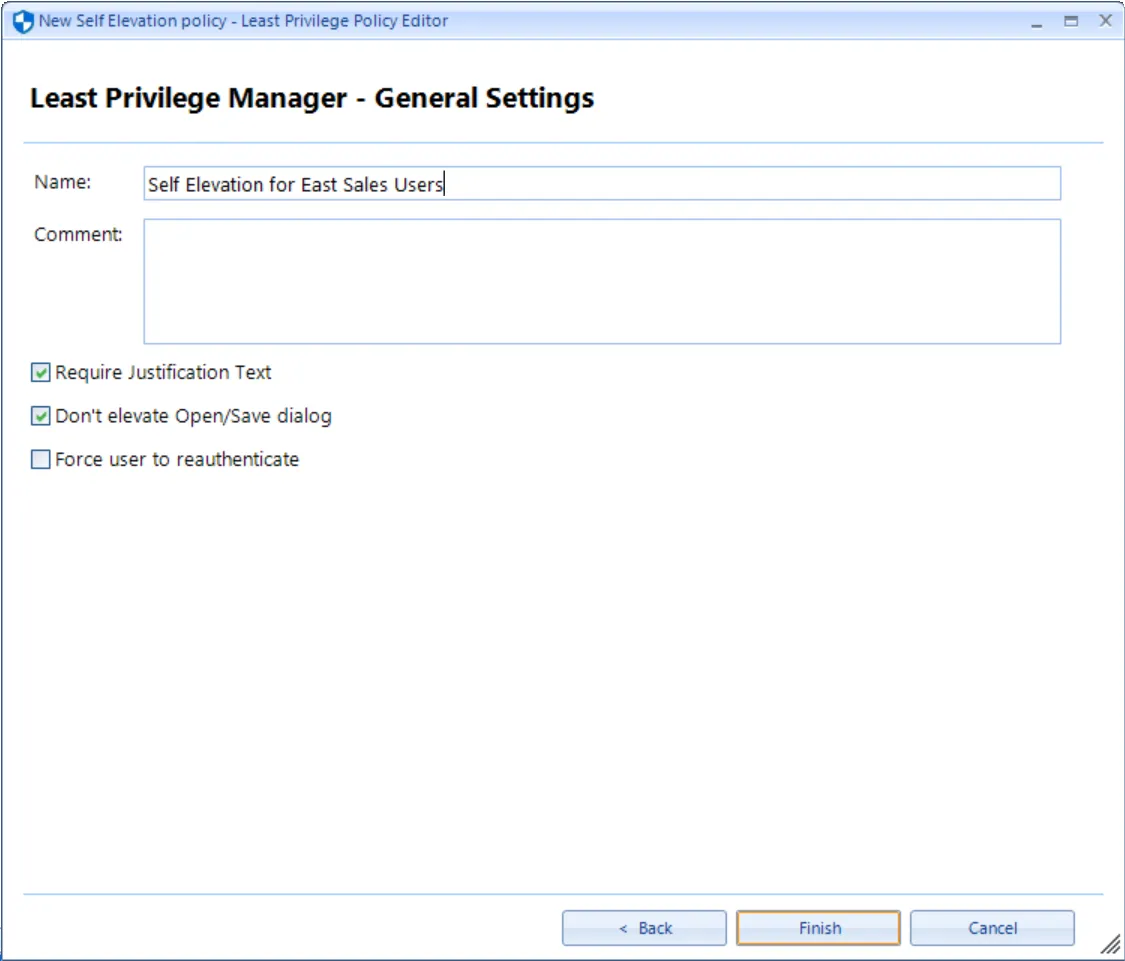 New Self Elevation policy - Least Privilege Policy Editor
Least Privilege Manager - General Settings
Name: Self Elevation for East Sales Users
Comment:
Require Justification Text
Don't elevate Open/Save dialog
Force user to reauthenticate
< Back Finish Cancel